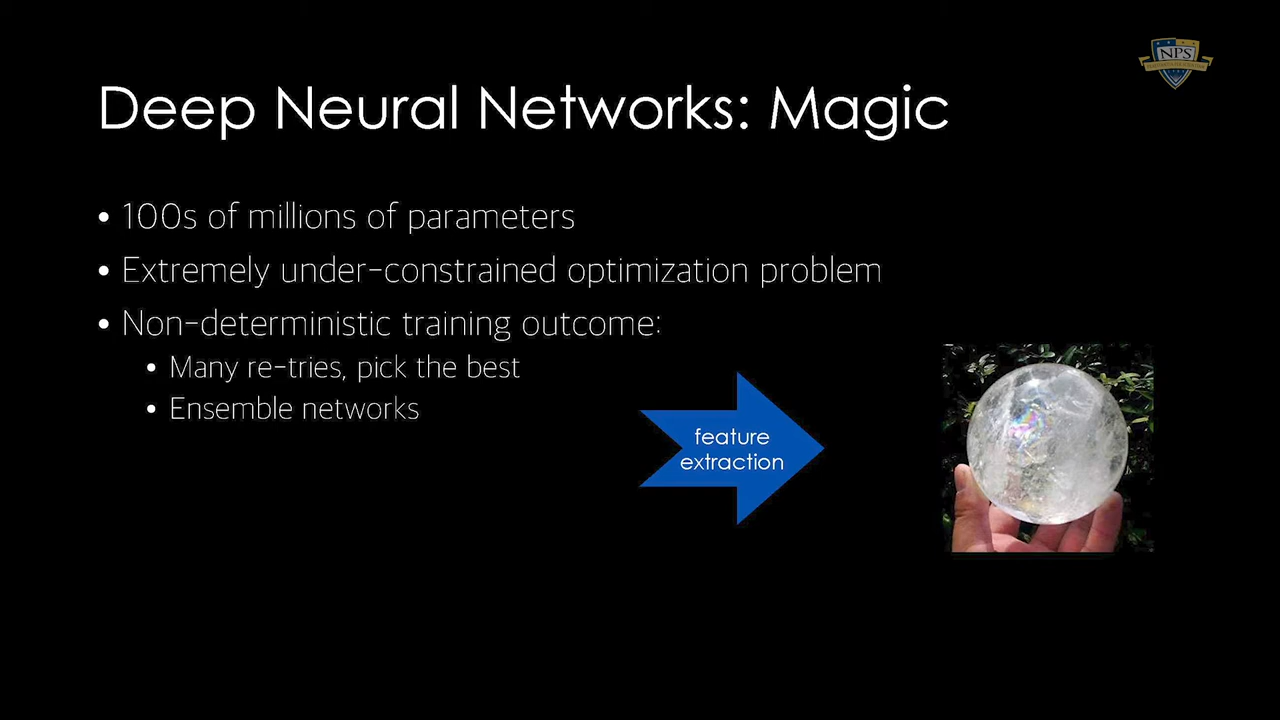 NPS
Deep Neural Networks: Magic
• 100s of millions of parameters
• Extremely under-constrained optimization problem
• Non-deterministic training outcome:
• Many re-tries, pick the best
• Ensemble networks
feature
extraction